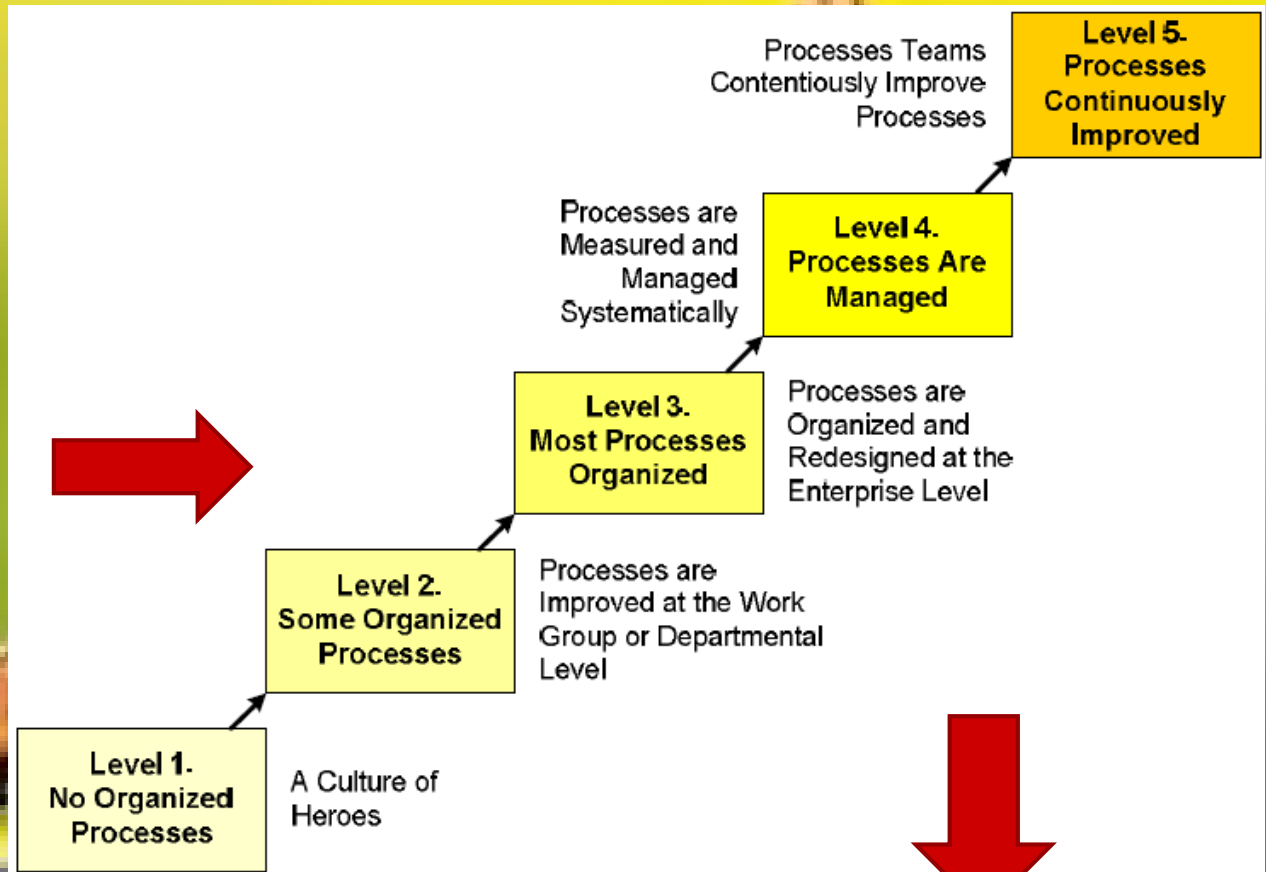 Level 5.
Processes
Continuously
Improved
Processes Teams
Contentiously Improve
Processes
Level 4.
Processes Are
Managed
Processes are
Measured and
Managed
Systematically
Level 3.
Most Processes
Organized
Processes are
Organized and
Redesigned at the
Enterprise Level
Level 2.
Some Organized
Processes
Processes are
Improved at the Work
Group or Departmental
Level
Level 1.
No Organized
Processes
A Culture of
Heroes